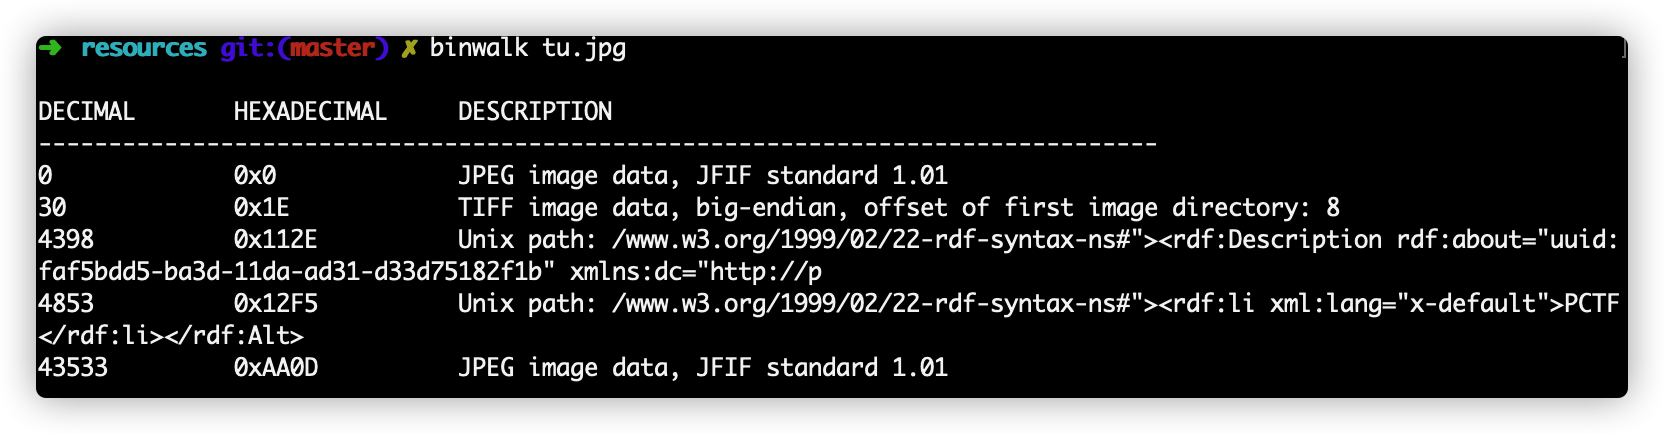 ➜  resources git:(master) ✗ binwalk tu.jpg
DECIMAL       HEXADECIMAL     DESCRIPTION
--------------------------------------------------------------------------------
0             0x0             JPEG image data, JFIF standard 1.01
30            0x1E            TIFF image data, big-endian, offset of first image directory: 8
4398          0x112E          Unix path: /www.w3.org/1999/02/22-rdf-syntax-ns#"><rdf:Description rdf:about="uuid:
faf5bdd5-ba3d-11da-ad31-d33d75182f1b" xmlns:dc="http://p
4853          0x12F5          Unix path: /www.w3.org/1999/02/22-rdf-syntax-ns#"><rdf:li xml:lang="x-default">PCTF
</rdf:li></rdf:Alt>
43533         0xAA0D          JPEG image data, JFIF standard 1.01